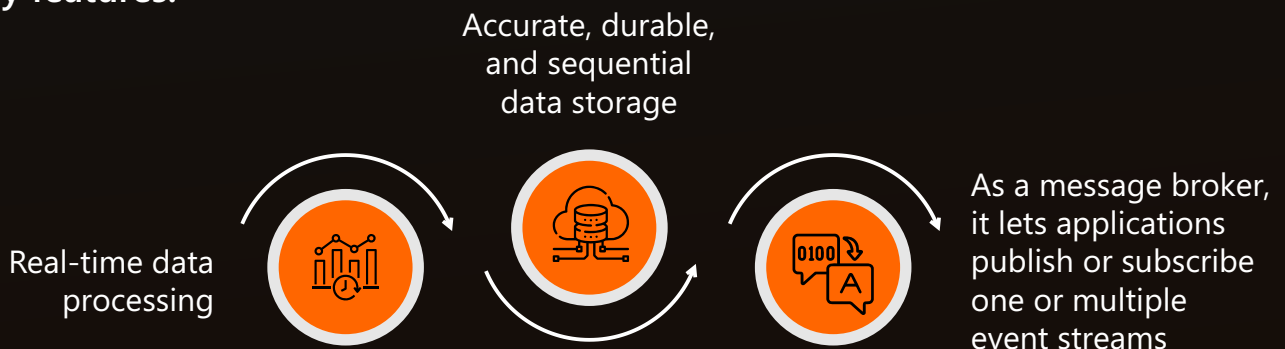 features:
Accurate, durable,
and sequential
data storage
Real-time data
processing
0100
A
As a message broker,
it lets applications
publish or subscribe
one or multiple
event streams